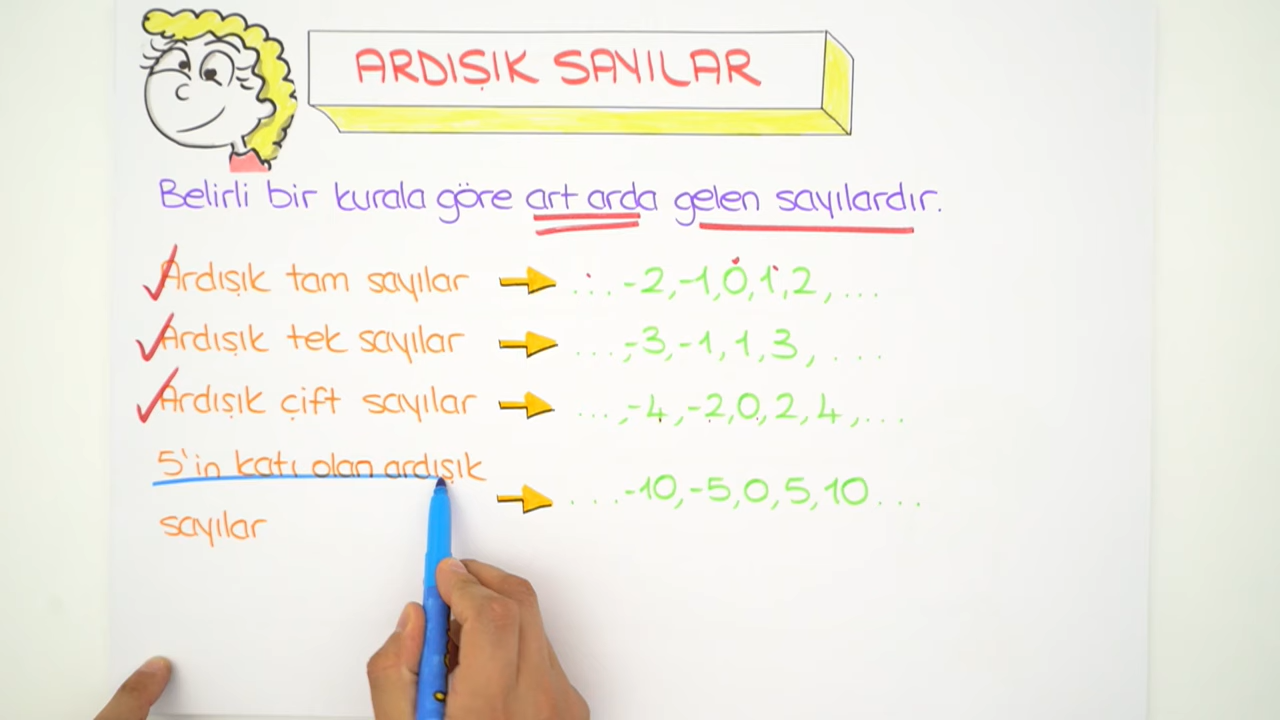 ARDIŞIK SAYILAR
Belirli bir kurala göre art arda gelen sayılardır.
Ardışık tam sayılar → ... -2,-1,0,1,2,...
Ardışık tek sayılar → ...,-3,-1,1,3,...
Ardışık çift sayılar → ...,-4,-2,0,2,4,...
5'in katı olan ardışık
sayılar → ...-10,-5,0,5,10...